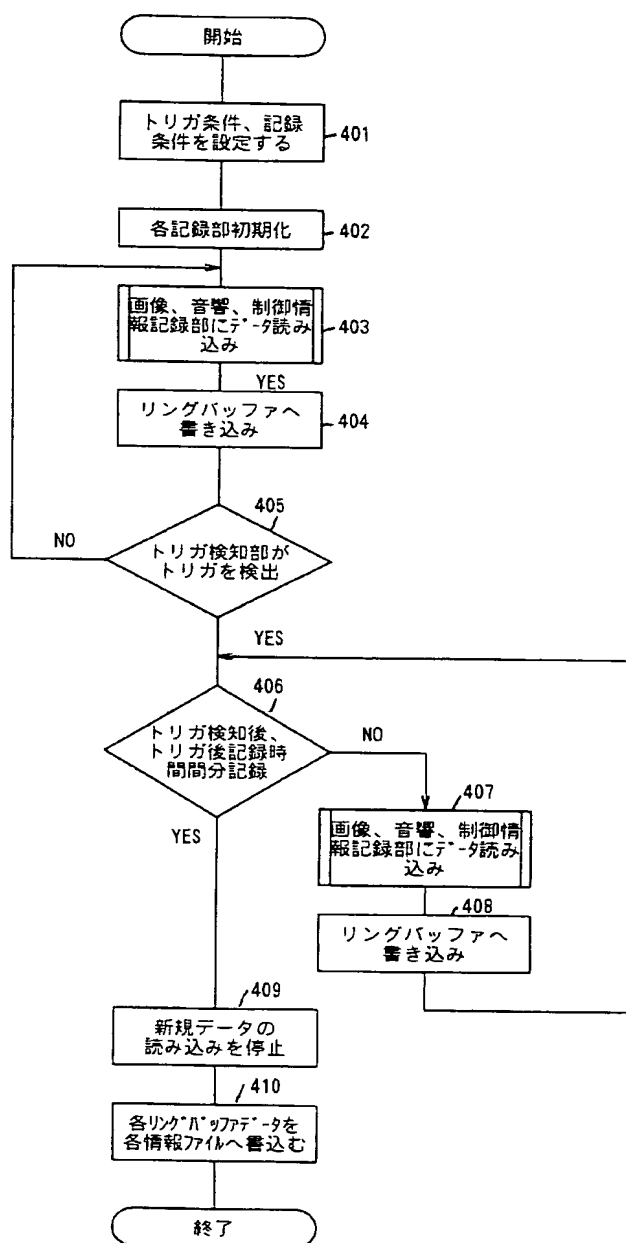 開始
トリガ条件、記録
条件を設定する
401
各記録部初期化
402
画像、音響、制御情
報記録部にデータ読み
込み
403
YES
リングバッファへ
書き込み
404
405
NO
トリガ検知部が
トリガを検出
YES
406
トリガ検知後、
トリガ後記録時
間間分記録
NO
YES
407
画像、音響、制御情
報記録部にデータ読み
込み
408
リングバッファへ
書き込み
409
新規データの
読み込みを停止
410
各リングバッファデータを
各情報ファイルへ書込む
終了